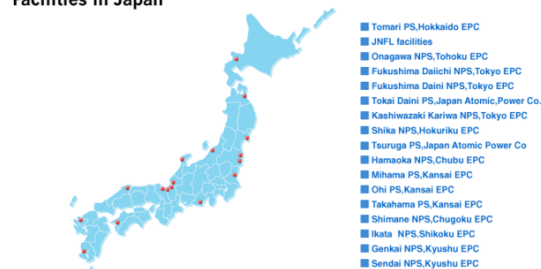 Facilities in Japan
Tomari PS,Hokkaido EPC
JNFL facilities
Onagawa NPS,Tohoku EPC
Fukushima Daiichi NPS,Tokyo EPC
Fukushima Daini NPS,Tokyo EPC
Tokai Daini PS,Japan Atomic,Power Co.
Kashiwazaki Kariwa NPS,Tokyo EPC
Shika NPS,Hokuriku EPC
Tsuruga PS,Japan Atomic Power Co
Hamaoka NPS,Chubu EPC
Mihama PS,Kansai EPC
Ohi PS,Kansai EPC
Takahama PS,Kansai EPC
Shimane NPS,Chugoku EPC
Ikata NPS.Shikoku EPC
Genkai NPS,Kyushu EPC
Sendai NPS,Kyushu EPC